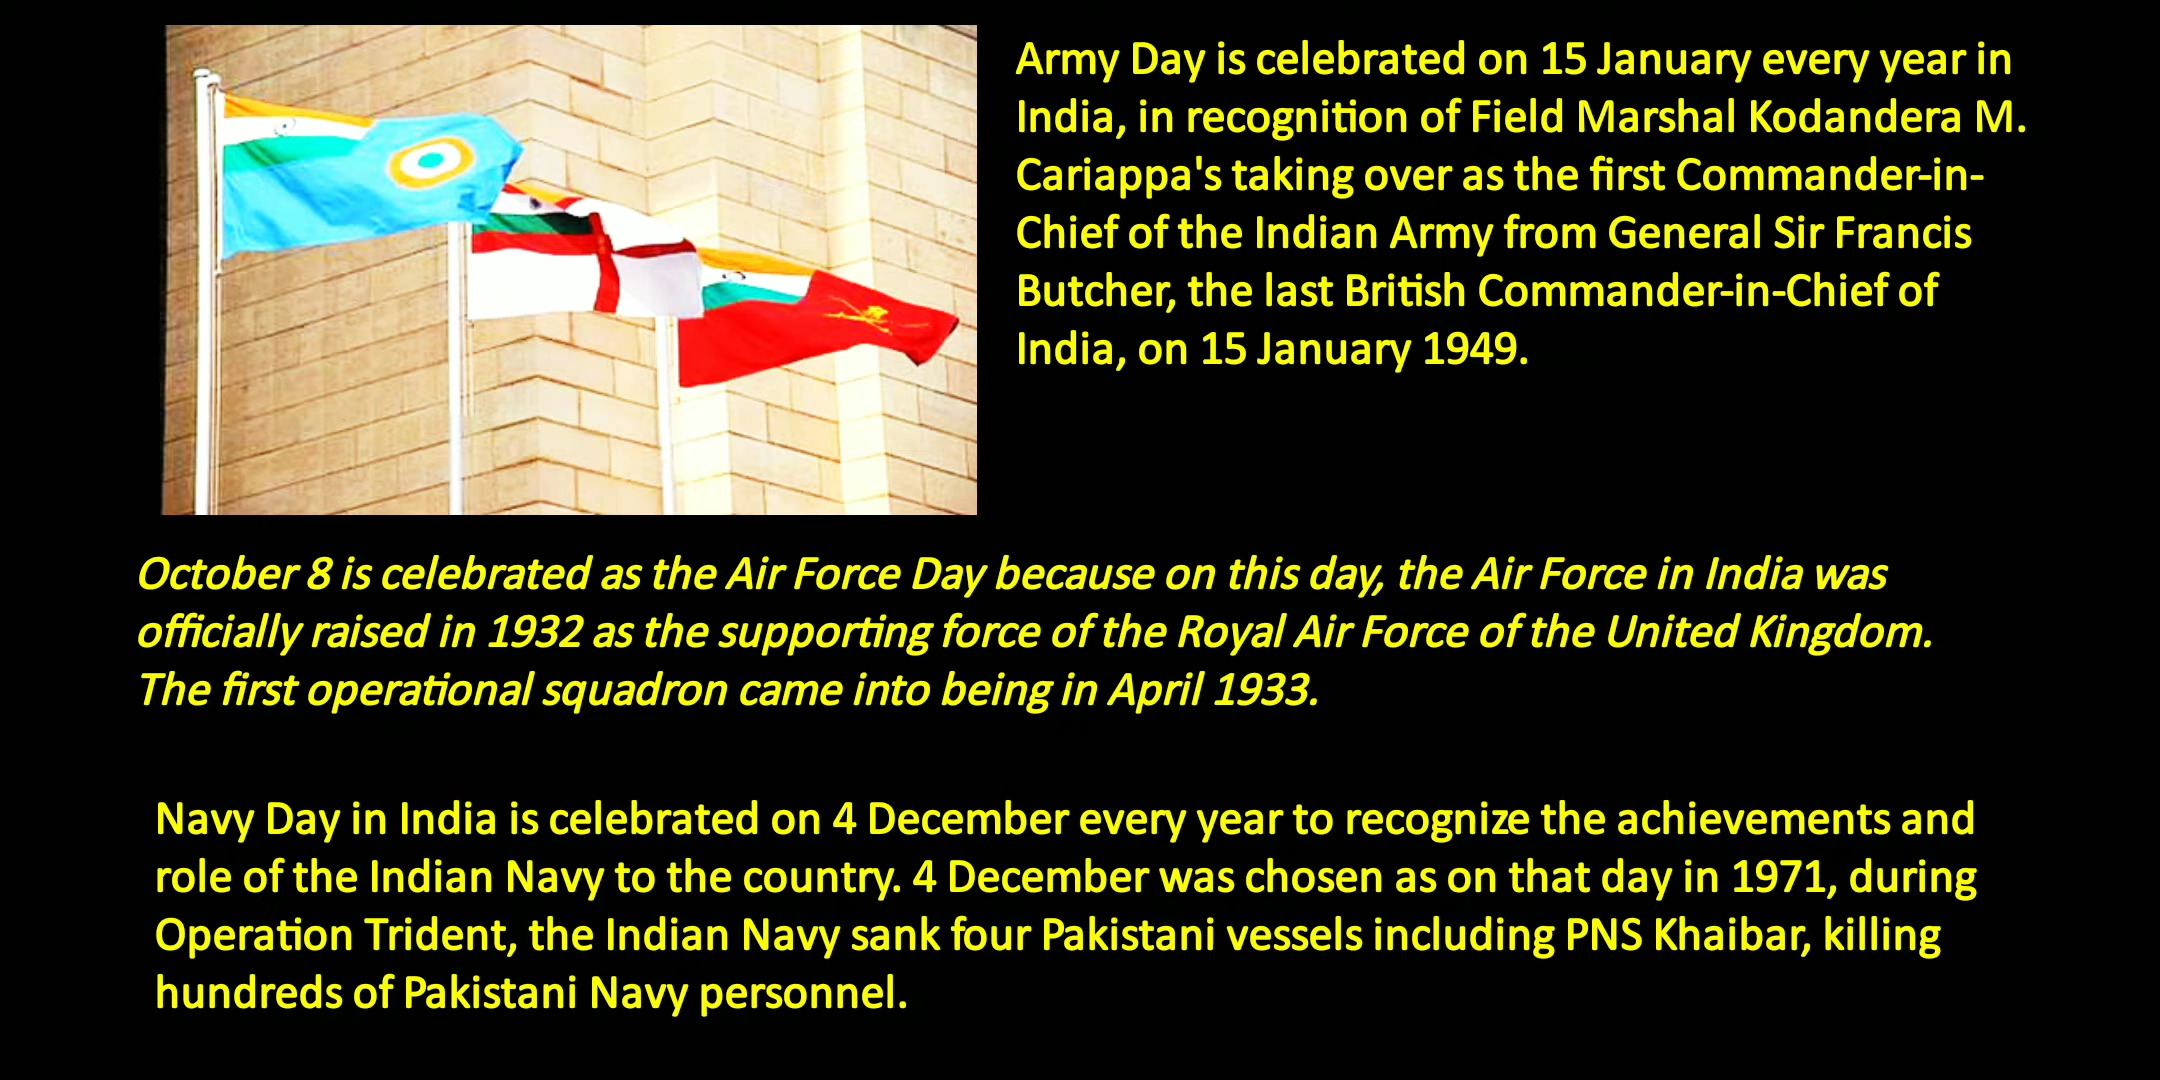 Army Day is celebrated on 15 January every year in
India, in recognition of Field Marshal Kodandera M.
Cariappa's taking over as the first Commander-in-
Chief of the Indian Army from General Sir Francis
Butcher, the last British Commander-in-Chief of
India, on 15 January 1949.
October 8 is celebrated as the Air Force Day because on this day, the Air Force in India was
officially raised in 1932 as the supporting force of the Royal Air Force of the United Kingdom.
The first operational squadron came into being in April 1933.
Navy Day in India is celebrated on 4 December every year to recognize the achievements and
role of the Indian Navy to the country. 4 December was chosen as on that day in 1971, during
Operation Trident, the Indian Navy sank four Pakistani vessels including PNS Khaibar, killing
hundreds of Pakistani Navy personnel.